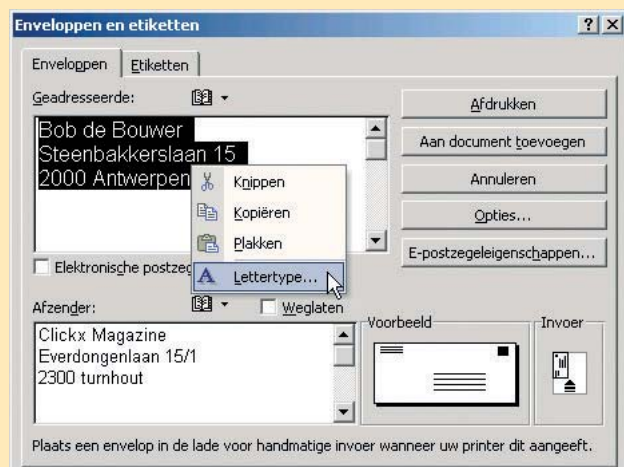 Enveloppen en etiketten
Enveloppen
Etiketten
Geadresseerde:
Bob de Bouwer
Steenbakkerslaan 15
2000 Antwerpen
Knippen
Kopiëren
Plakken
Lettertype...
Elektronische postzeg
Afdrukken
Aan document toevoegen
Annuleren
Opties...
E-postzegeleigenschappen...
Afzender:
Weglaten
Clickx Magazine
Everdongenlaan 15/1
2300 turnhout
Voorbeeld
Invoer
Plaats een envelop in de lade voor handmatige invoer wanneer uw printer dit aangeeft.